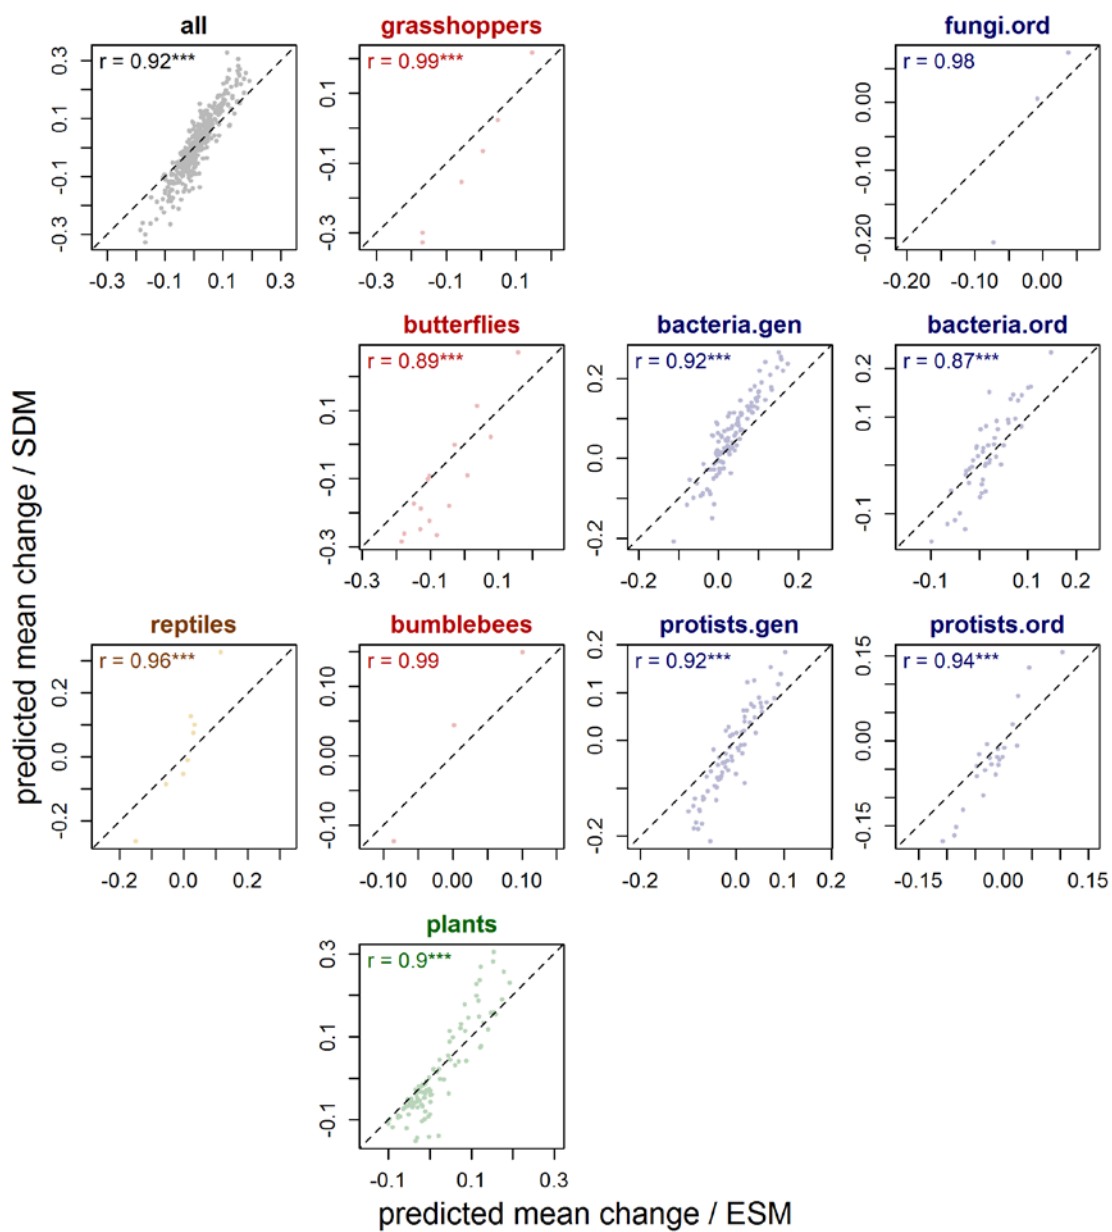 all
grasshoppers
fungi.ord
r = 0.92***
r = 0.99***
r = 0.98
0.3
0.1
-0.1
-0.3
0.1
-0.1
-0.3
0.00
-0.10
-0.20
-0.3 -0.1 0.1 0.3
-0.3 -0.1 0.1
-0.20 -0.10 0.00
butterflies
bacteria.gen
bacteria.ord
r = 0.89***
r = 0.92***
r = 0.87***
0.1
-0.1
-0.3
0.2
0.0
-0.2
0.2
0.1
-0.1
-0.3 -0.1 0.1
-0.2 0.0 0.2
-0.1 0.1 0.2
predicted mean change / SDM
reptiles
bumblebees
protists.gen
protists.ord
r = 0.96***
r = 0.99
r = 0.92***
r = 0.94***
0.2
0.0
-0.2
0.10
0.00
-0.10
0.2
0.1
0.0
-0.2
0.15
0.00
-0.15
-0.2 0.0 0.2
-0.10 0.00 0.10
-0.2 0.0 0.1 0.2
-0.15 0.00 0.15
plants
r = 0.9***
0.3
0.1
-0.1
-0.1 0.1 0.3
predicted mean change / ESM